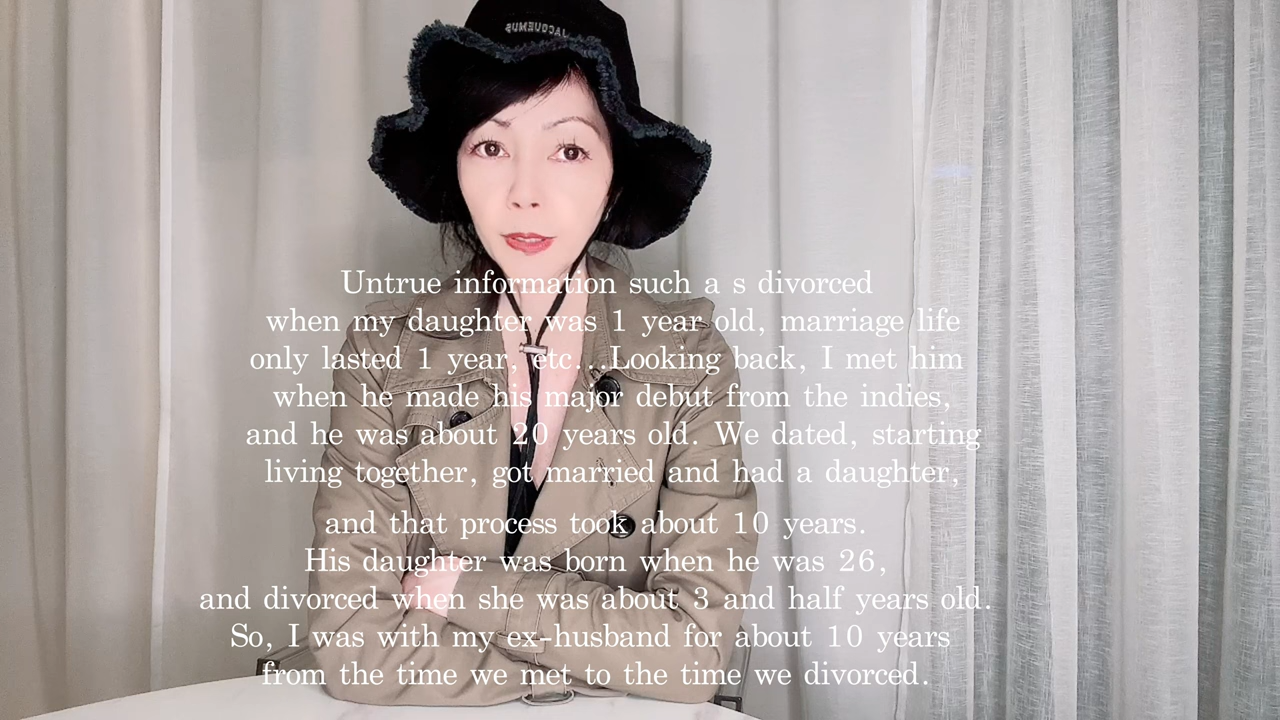 JACQUEMUS
Untrue information such a s divorced
when my daughter was 1 year old, marriage life
only lasted 1 year, etc...Looking back, I met him
when he made his major debut from the indies,
and he was about 20 years old. We dated, starting
living together, got married and had a daughter,
and that process took about 10 years.
His daughter was born when he was 26,
and divorced when she was about 3 and half years old.
So, I was with my ex-husband for about 10 years
from the time we met to the time we divorced.